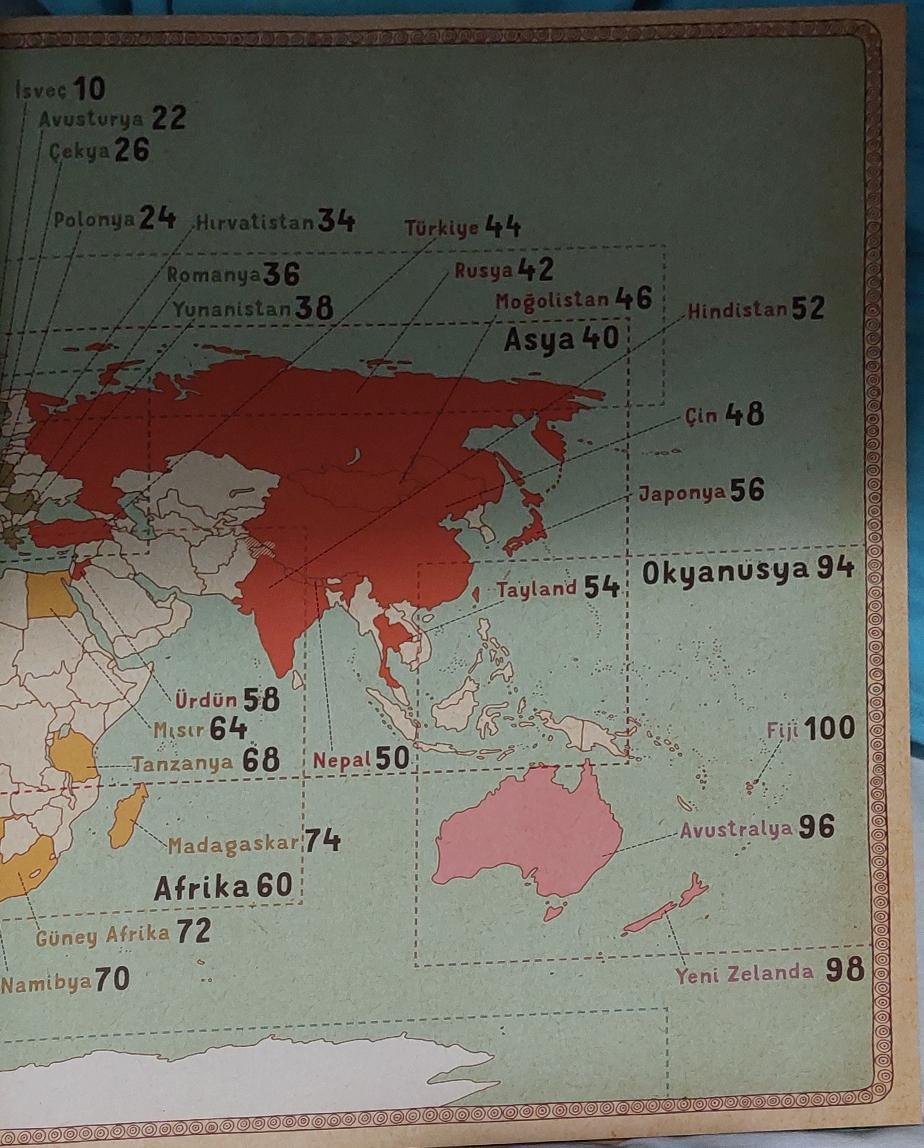 İsveç 10
Avusturya 22
Çekya 26
Polonya 24
Hırvatistan 34
Türkiye 44
Romanya 36
Rusya 42
Yunanistan 38
Moğolistan 46
Hindistan 52
Asya 40
Çin 48
Japonya 56
Okyanusya 94
Tayland 54
Ürdün 58
Mısır 64
Fiji 100
Tanzanya 68
Nepal 50
Avustralya 96
Madagaskar 74
Afrika 60
Güney Afrika 72
Yeni Zelanda 98
Namibya 70